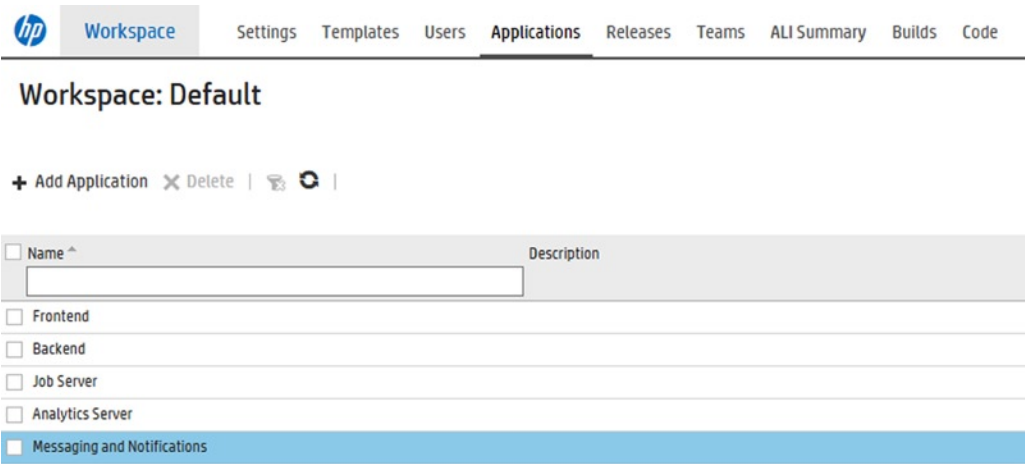 hp Workspace Settings Templates Users Applications Releases Teams ALI Summary Builds Code
Workspace: Default
Add Application Delete
Name Description
Frontend
Backend
Job Server
Analytics Server
Messaging and Notifications